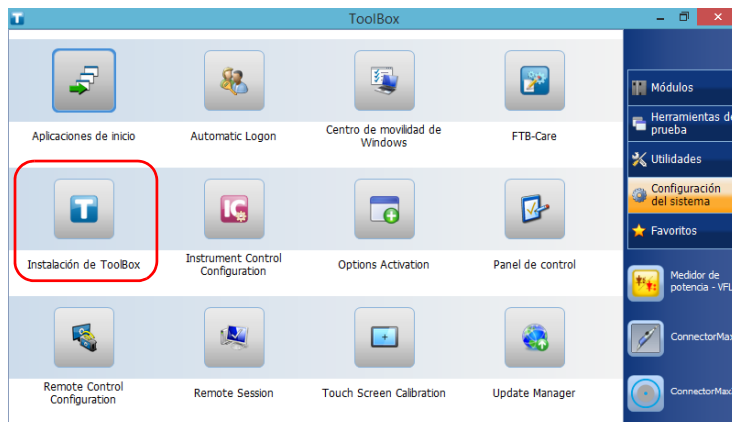 ToolBox
Aplicaciones de inicio
Automatic Logon
Centro de movilidad de
Windows
FTB-Care
Instalación de ToolBox
Instrument Control
Configuration
Options Activation
Panel de control
Remote Control
Configuration
Remote Session
Touch Screen Calibration
Update Manager
Módulos
Herramientas de
prueba
Utilidades
Configuración
del sistema
Favoritos
Medidor de
potencia - VFL
ConnectorMax
ConnectorMax